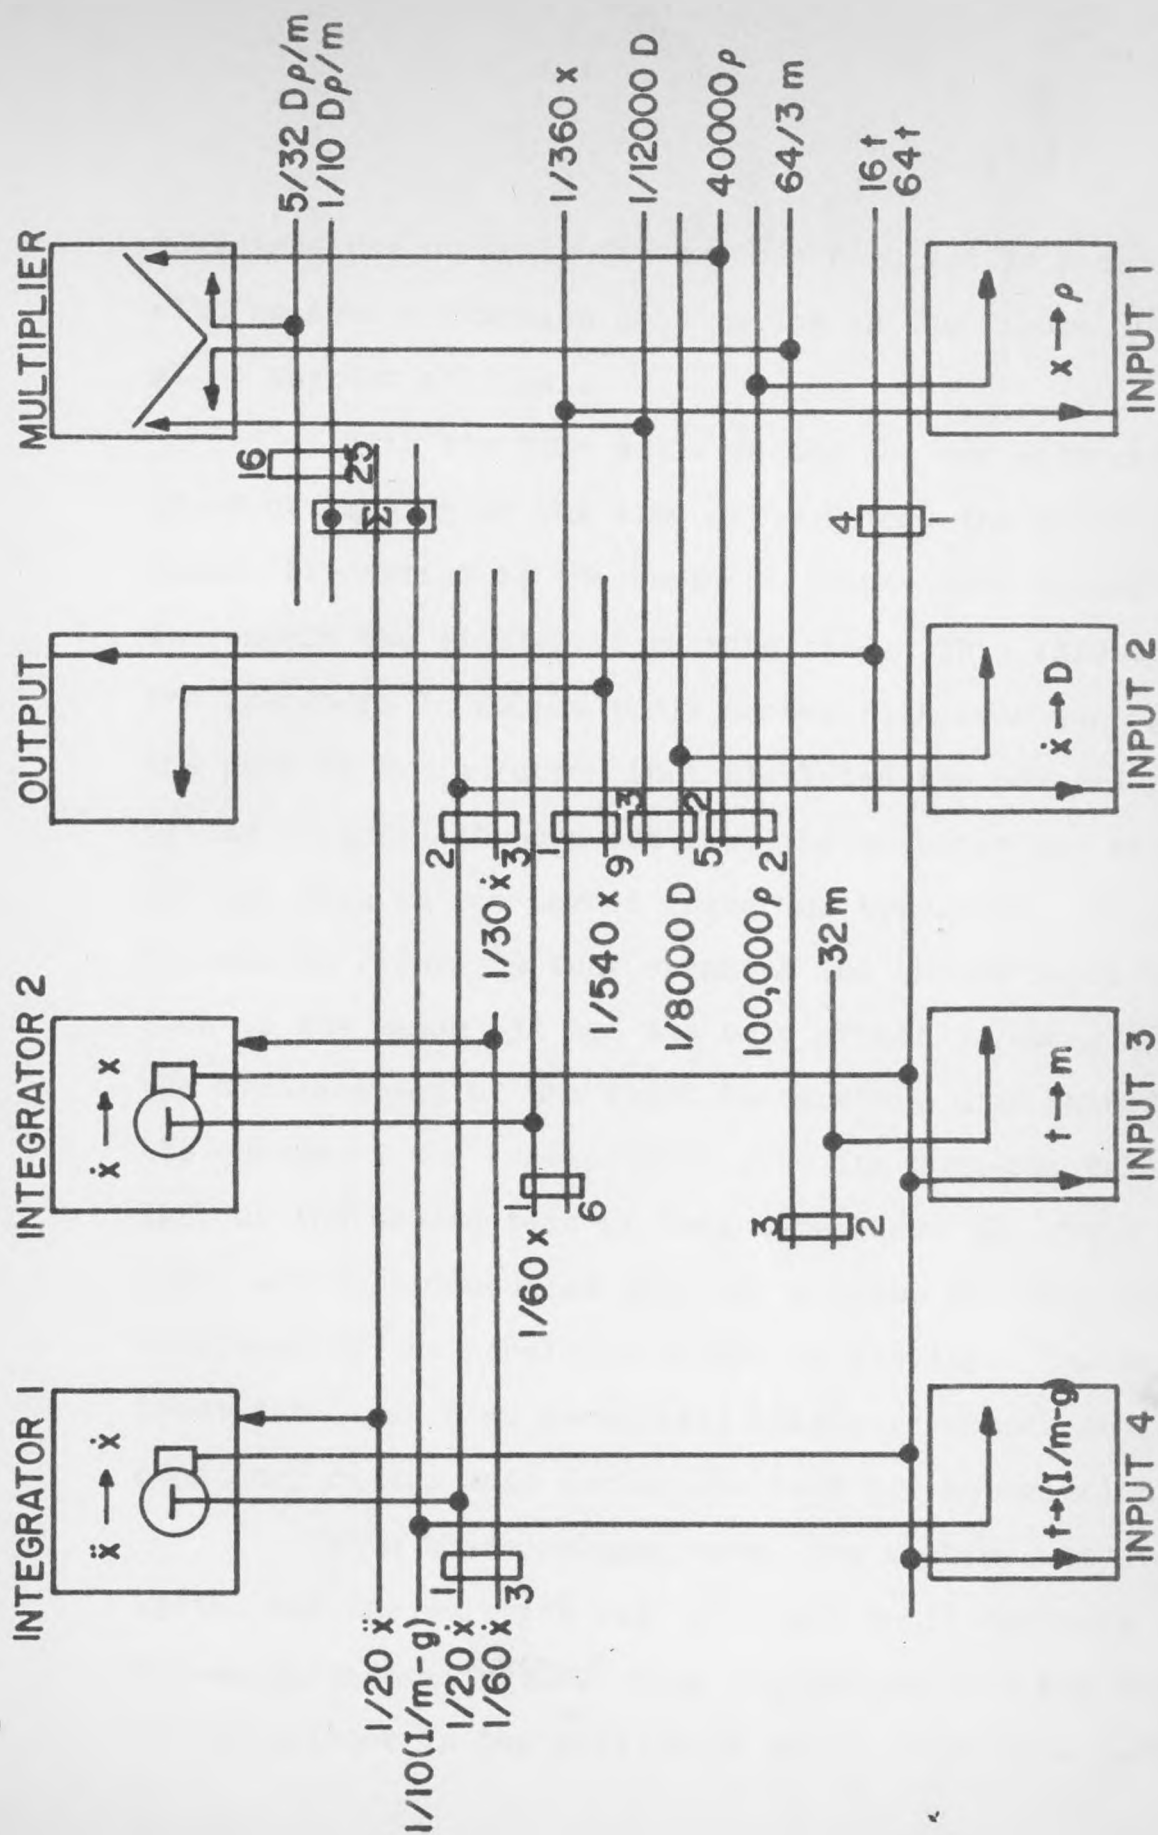 INTEGRATOR 1
INTEGRATOR 2
OUTPUT
MULTIPLIER
ẍ → ẋ
ẋ → x
16
5/32 Dρ/m
1/10 Dρ/m
25
Σ
1/20 ẍ
1/10(I/m-g)
1/20 ẋ
1/60 ẋ
1
3
2
3
1/30 ẋ
1/60 x
1
6
1
9
1/540 x
1/360 x
3
2
1/8000 D
1/12000 D
5
2
100,000ρ
40000ρ
3
2
32 m
64/3 m
4
1
16 t
64 t
t→(I/m-g)
t→m
ẋ→D
x→ρ
INPUT 4
INPUT 3
INPUT 2
INPUT 1